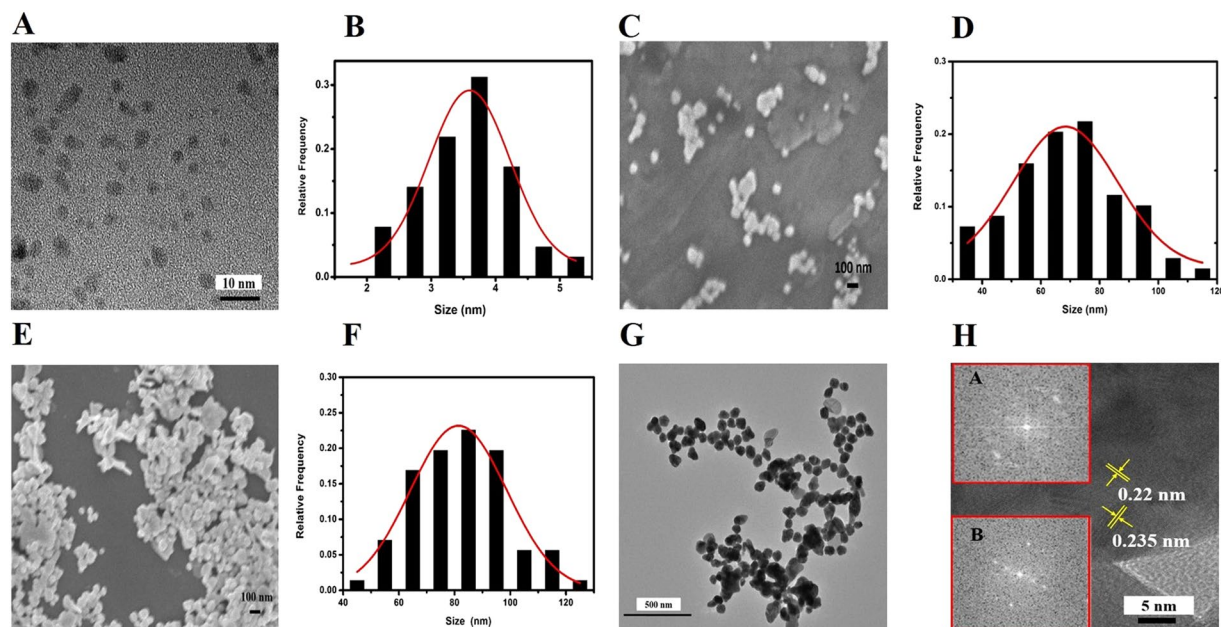 A
10 nm
B
Relative Frequency
0.3
0.2
0.1
0.0
2 3 4 5
Size (nm)
C
100 nm
D
Relative Frequency
0.3
0.2
0.1
0.0
40 60 80 100 120
Size (nm)
E
100 nm
F
Relative Frequency
0.30
0.25
0.20
0.15
0.10
0.05
0.00
40 60 80 100 120
Size (nm)
G
500 nm
H
A
0.22 nm
0.235 nm
B
5 nm